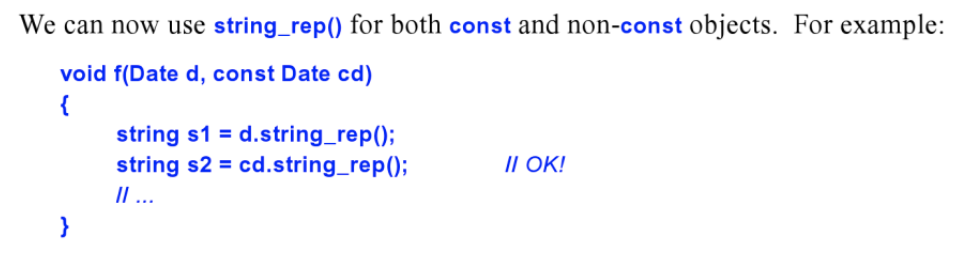 We can now use string_rep() for both const and non-const objects. For example:
void f(Date d, const Date cd)
{
string s1 = d.string_rep();
string s2 = cd.string_rep(); // OK!
// ...
}